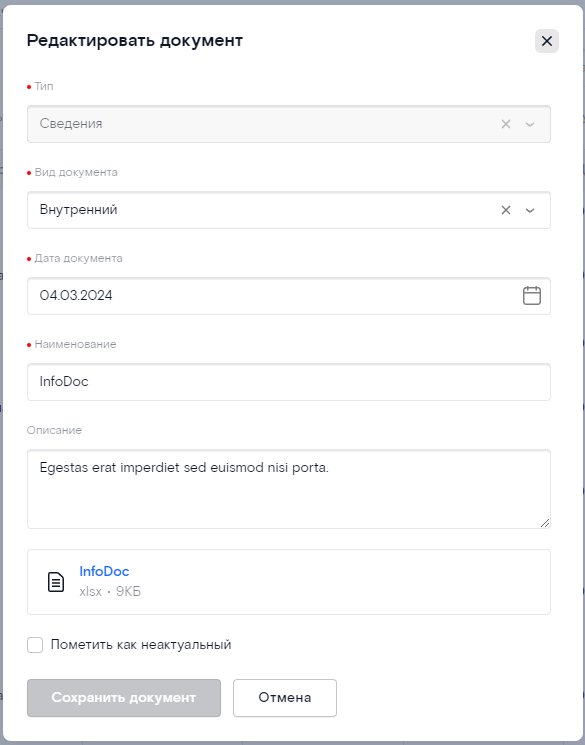 Редактировать документ
Тип
Сведения
Вид документа
Внутренний
Дата документа
04.03.2024
Наименование
InfoDoc
Описание
Egestas erat imperdiet sed euismod nisi porta.
InfoDoc
xlsx • 9КБ
Пометить как неактуальный
Сохранить документ
Отмена